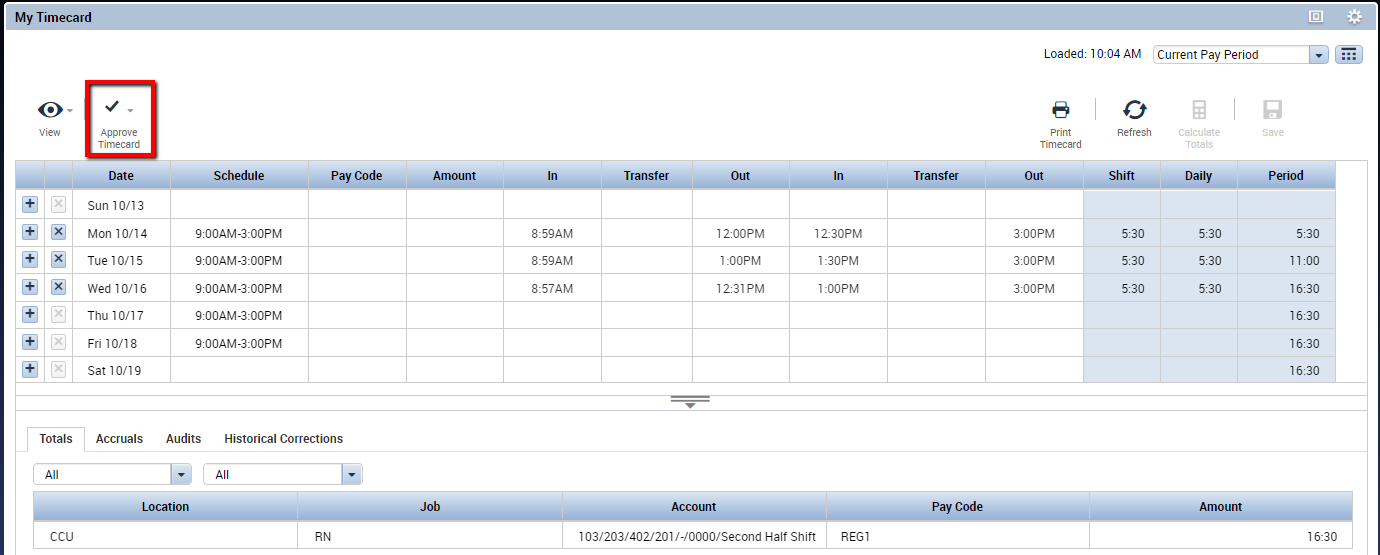 My Timecard
Loaded: 10:04 AM Current Pay Period
View Approve Timecard Print Timecard Refresh Calculate Totals Save
Date Schedule Pay Code Amount In Transfer Out In Transfer Out Shift Daily Period
Sun 10/13
Mon 10/14 9:00AM-3:00PM 8:59AM 12:00PM 12:30PM 3:00PM 5:30 5:30 5:30
Tue 10/15 9:00AM-3:00PM 8:59AM 1:00PM 1:30PM 3:00PM 5:30 5:30 11:00
Wed 10/16 9:00AM-3:00PM 8:57AM 12:31PM 1:00PM 3:00PM 5:30 5:30 16:30
Thu 10/17 9:00AM-3:00PM 16:30
Fri 10/18 9:00AM-3:00PM 16:30
Sat 10/19 16:30
Totals Accruals Audits Historical Corrections
All All
Location Job Account Pay Code Amount
CCU RN 103/203/402/201/-/0000/Second Half Shift REG1 16:30